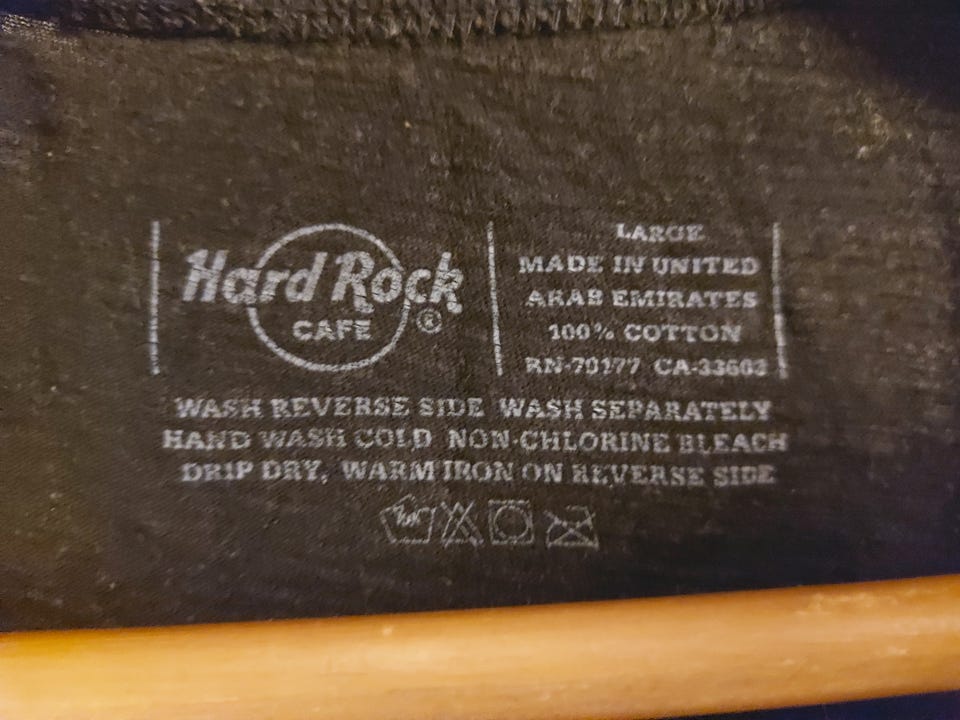 Hard Rock
CAFE
®
LARGE
MADE IN UNITED
ARAB EMIRATES
100% COTTON
RN-70177 CA-33603
WASH REVERSE SIDE WASH SEPARATELY
HAND WASH COLD NON-CHLORINE BLEACH
DRIP DRY, WARM IRON ON REVERSE SIDE